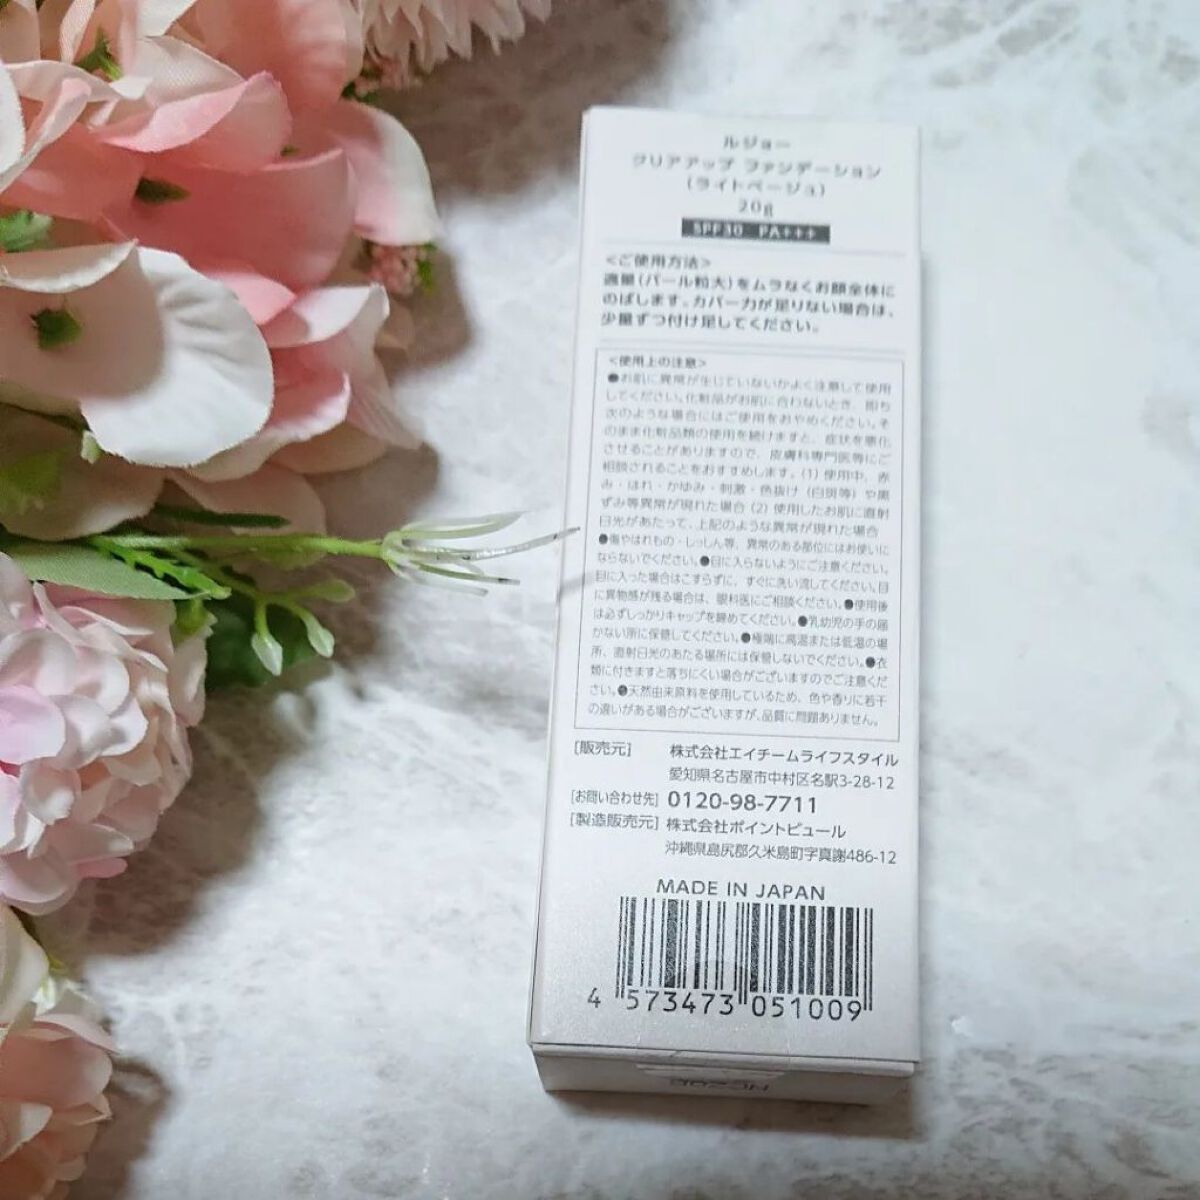 ルジョー
クリアアップ ファンデーション
(ライトベージュ)
20g
SPF30 PA+++
<ご使用方法>
適量(パール粒大)をムラなくお顔全体に
のばします。カバー力が足りない場合は、
少量ずつ付け足してください。
<使用上の注意>
●お肌に異常が生じていないかよく注意して使用
してください。化粧品がお肌に合わないとき、即ち
次のような場合にはご使用をおやめください。そ
のまま化粧品類の使用を続けますと、症状を悪化
させることがありますので、皮膚科専門医等にご
相談されることをおすすめします。(1) 使用中、赤
み・はれ・かゆみ・刺激・色抜け (白斑等) や黒
ずみ等異常が現れた場合 (2) 使用したお肌に直射
日光があたって、上記のような異常が現れた場合
●傷やはれもの・しっしん等、異常のある部位にはお使いに
ならないでください。●目に入らないようにご注意ください。
目に入った場合はこすらずに、すぐに洗い流してください。目
に異物感が残る場合は、眼科医にご相談ください。●使用後
は必ずしっかりキャップを締めてください。●乳幼児の手の届
かない所に保管してください。●極端に高温または低温の場
所、直射日光のあたる場所には保管しないでください。●衣
類に付きますと落ちにくい場合がございますのでご注意くだ
さい。●天然由来原料を使用しているため、色や香りに若干
の違いがある場合がございますが、品質に問題ありません。
[販売元] 株式会社エイチームライフスタイル
愛知県名古屋市中村区名駅3-28-12
[お問い合わせ先] 0120-98-7711
[製造販売元] 株式会社ポイントピュール
沖縄県島尻郡久米島町字真謝486-12
MADE IN JAPAN
4 573473 051009